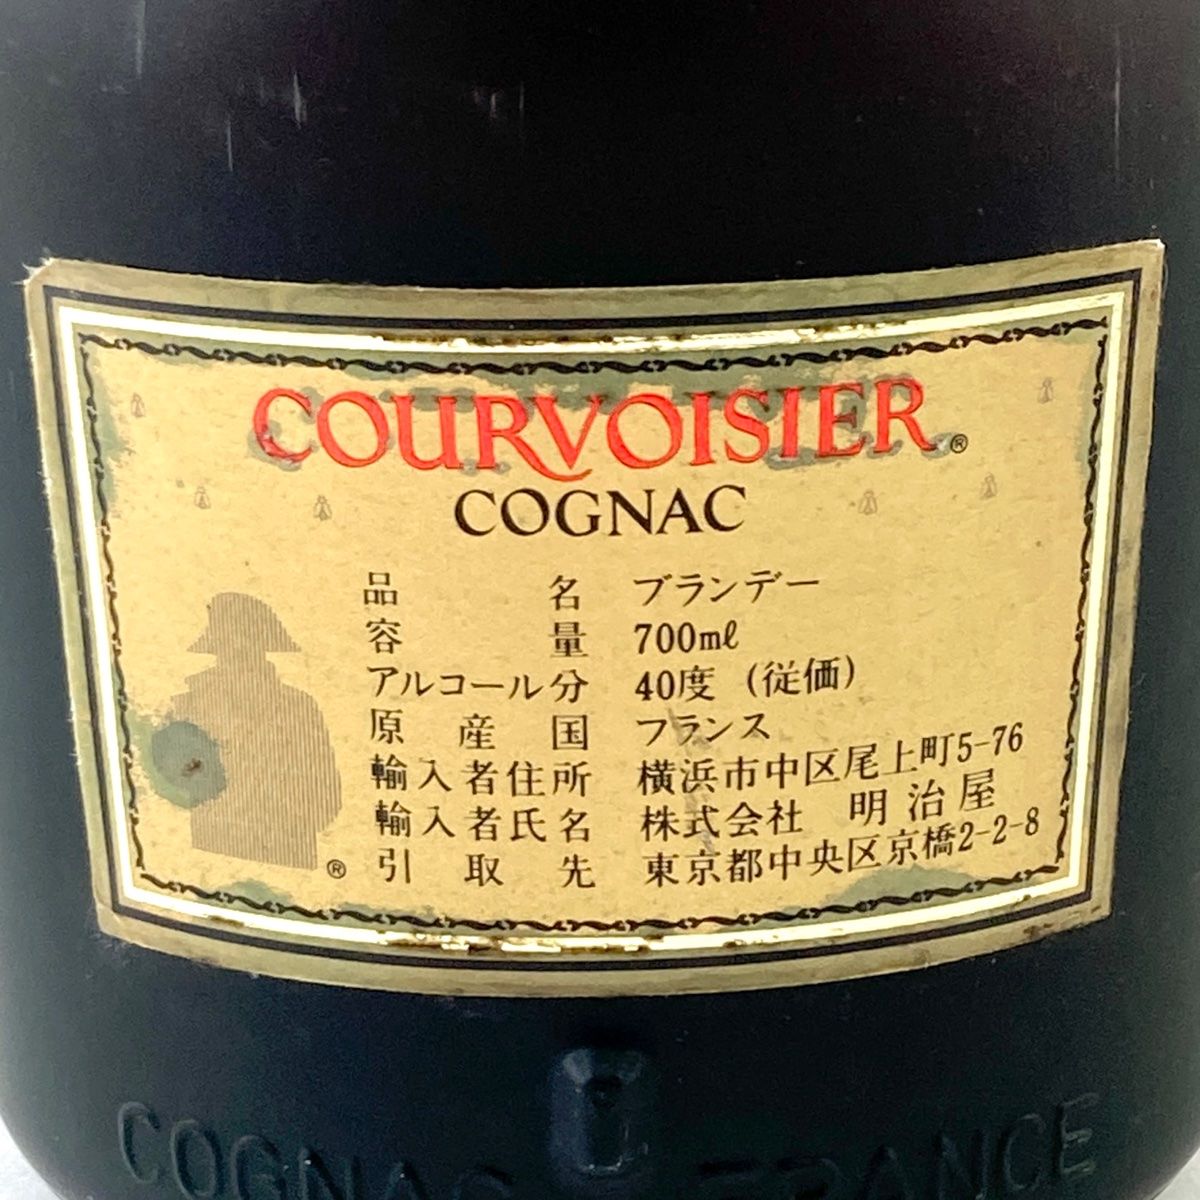 COURVOISIER®
COGNAC
品名 ブランデー
容量 700mℓ
アルコール分 40度 (従価)
原産国 フランス
輸入者住所 横浜市中区尾上町5-76
輸入者氏名 株式会社 明治屋
引取先 東京都中央区京橋2-2-8
®
COGNAC FRANCE